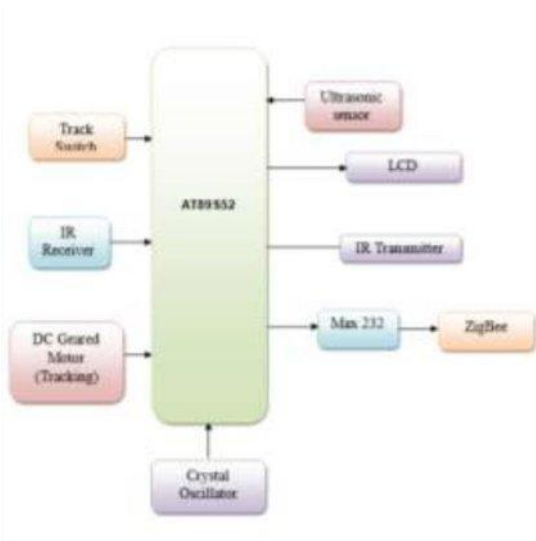 Ultrasonic
sensor
Track
Switch
LCD
AT89S52
IR
Receiver
IR Transmitter
Max 232
ZigBee
DC Geared
Motor
(Tracking)
Crystal
Oscillator